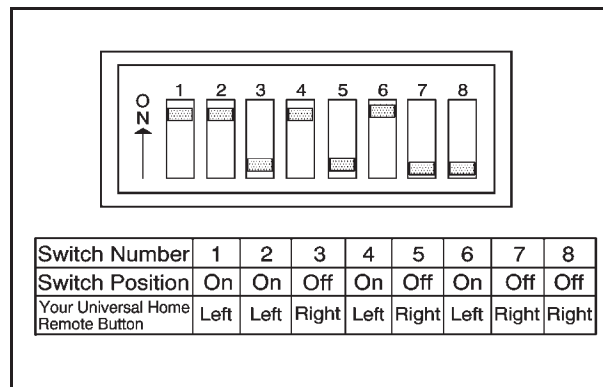 1 2 3 4 5 6 7 8
ON
Switch Number 1 2 3 4 5 6 7 8
Switch Position On On Off On Off On Off Off
Your Universal Home Remote Button Left Left Right Left Right Left Right Right